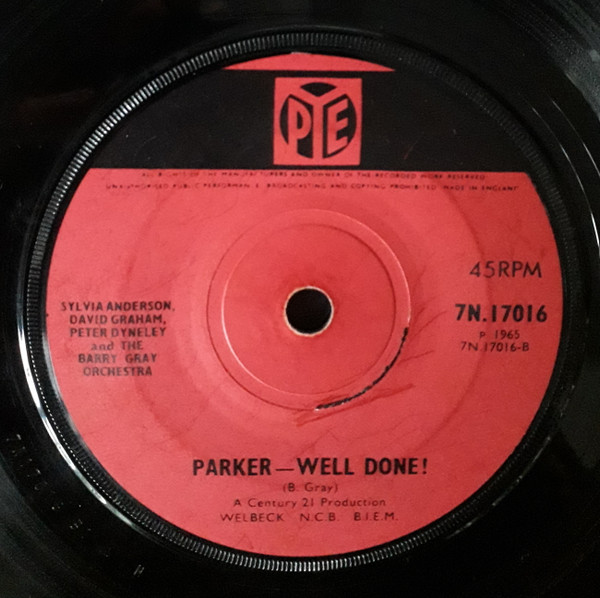 PYE
ALL RIGHTS OF THE MANUFACTURERS AND OWNER OF THE RECORDED WORK RESERVED
UNAUTHORISED PUBLIC PERFORMAN E. BROADCASTING AND COPYING PROHIBITED MADE IN ENGLAND
45RPM
7N.17016
P 1965
7N.17016-B
SYLVIA ANDERSON,
DAVID GRAHAM,
PETER DYNELEY
and THE
BARRY GRAY
ORCHESTRA
PARKER—WELL DONE!
(B. Gray)
A Century 21 Production
WELBECK N.C.B. B.I.E.M.